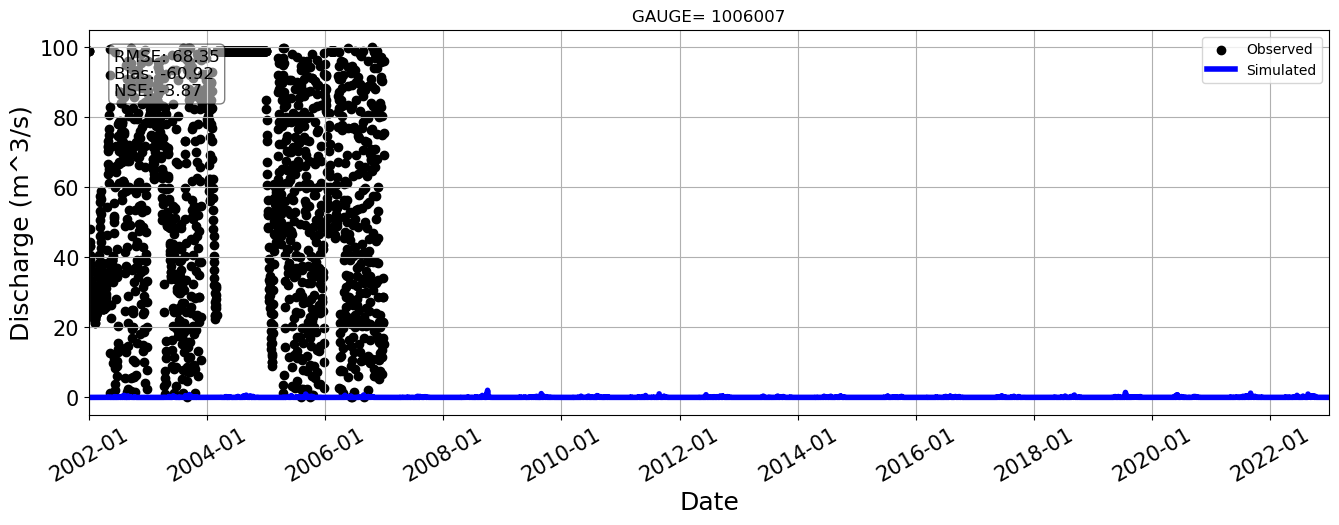 GAUGE= 1006007
RMSE: 68.35
Bias: -60.92
NSE: -3.87
Observed
Simulated
Discharge (m^3/s)
100
80
60
40
20
0
2002-01
2004-01
2006-01
2008-01
2010-01
2012-01
2014-01
2016-01
2018-01
2020-01
2022-01
Date